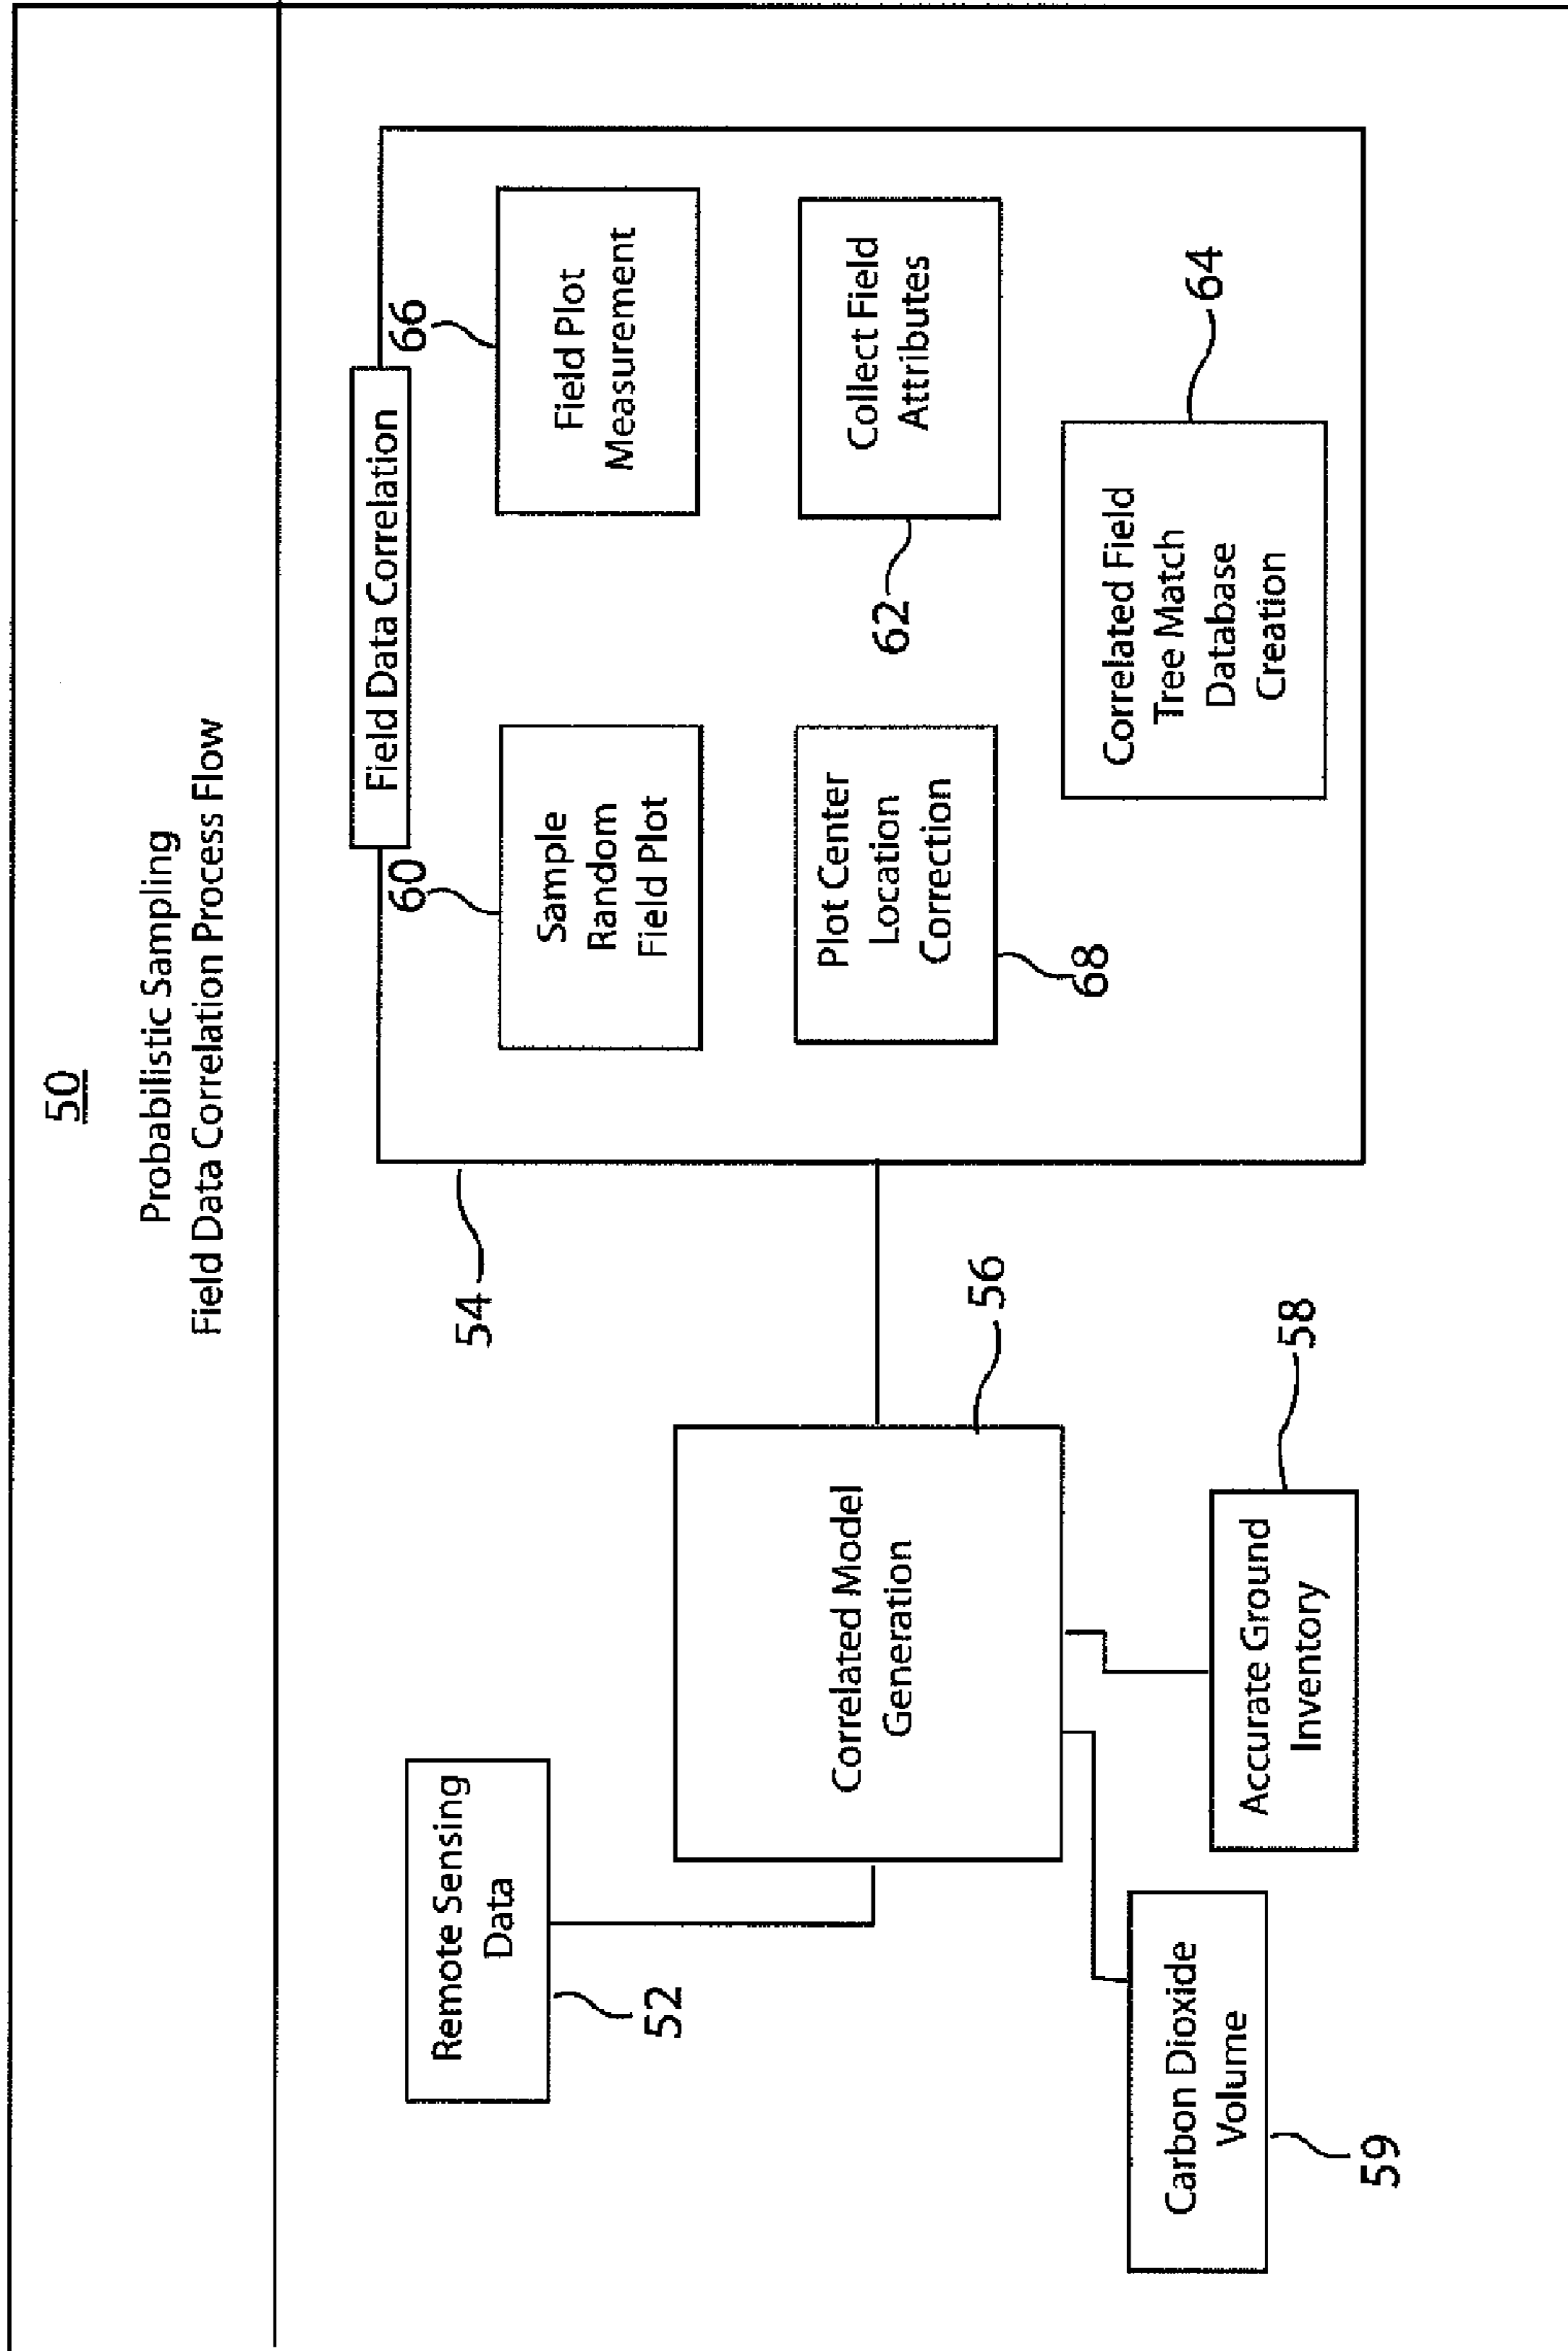 50
Probabilistic Sampling
Field Data Correlation Process Flow
Remote Sensing
Data
52
Correlated Model
Generation
56
Carbon Dioxide
Volume
59
Accurate Ground
Inventory
58
54
Field Data Correlation
60
Sample
Random
Field Plot
66
Field Plot
Measurement
Plot Center
Location
Correction
68
Collect Field
Attributes
62
Correlated Field
Tree Match
Database
Creation
64